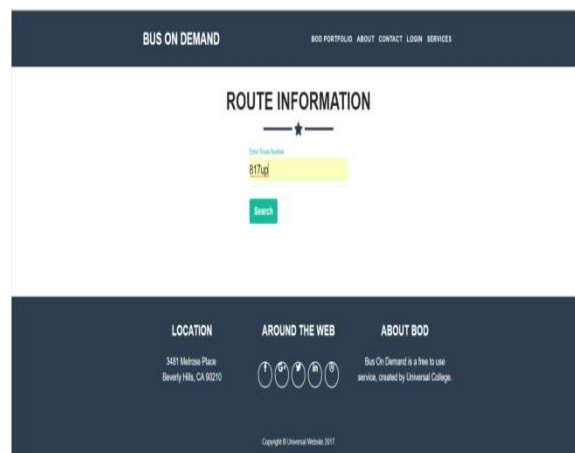 BUS ON DEMAND
BOD PORTFOLIO ABOUT CONTACT LOGIN SERVICES
ROUTE INFORMATION
Enter Route Number
817up
Search
LOCATION
3481 Melrose Place
Beverly Hills, CA 90210
AROUND THE WEB
ABOUT BOD
Bus On Demand is a free to use
service, created by Universal College.
Copyright © Universal Website 2017